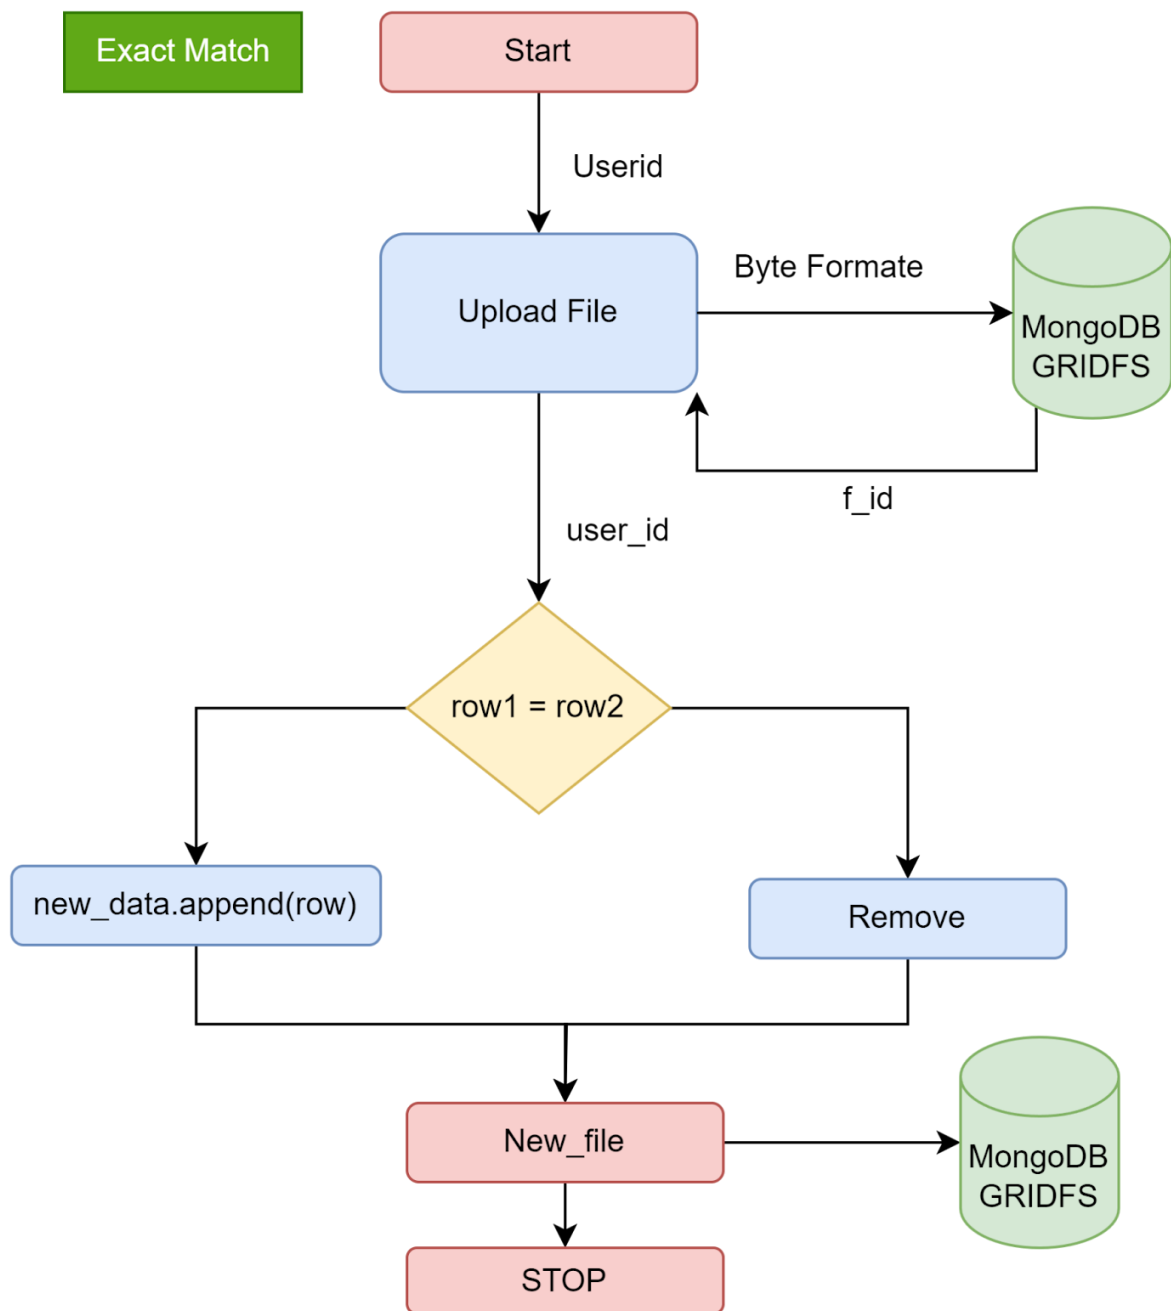 Exact Match
Start
Userid
Upload File
Byte Formate
MongoDB
GRIDFS
f_id
user_id
row1 = row2
new_data.append(row)
Remove
New_file
MongoDB
GRIDFS
STOP